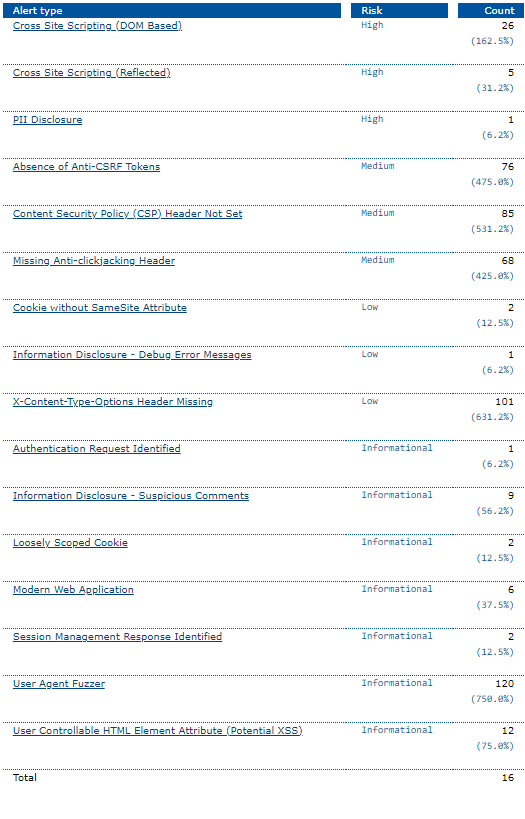 Alert type Risk Count
Cross Site Scripting (DOM Based) High 26
(162.5%)
Cross Site Scripting (Reflected) High 5
(31.2%)
PII Disclosure High 1
(6.2%)
Absence of Anti-CSRF Tokens Medium 76
(475.0%)
Content Security Policy (CSP) Header Not Set Medium 85
(531.2%)
Missing Anti-clickjacking Header Medium 68
(425.0%)
Cookie without SameSite Attribute Low 2
(12.5%)
Information Disclosure - Debug Error Messages Low 1
(6.2%)
X-Content-Type-Options Header Missing Low 101
(631.2%)
Authentication Request Identified Informational 1
(6.2%)
Information Disclosure - Suspicious Comments Informational 9
(56.2%)
Loosely Scoped Cookie Informational 2
(12.5%)
Modern Web Application Informational 6
(37.5%)
Session Management Response Identified Informational 2
(12.5%)
User Agent Fuzzer Informational 120
(750.0%)
User Controllable HTML Element Attribute (Potential XSS) Informational 12
(75.0%)
Total 16